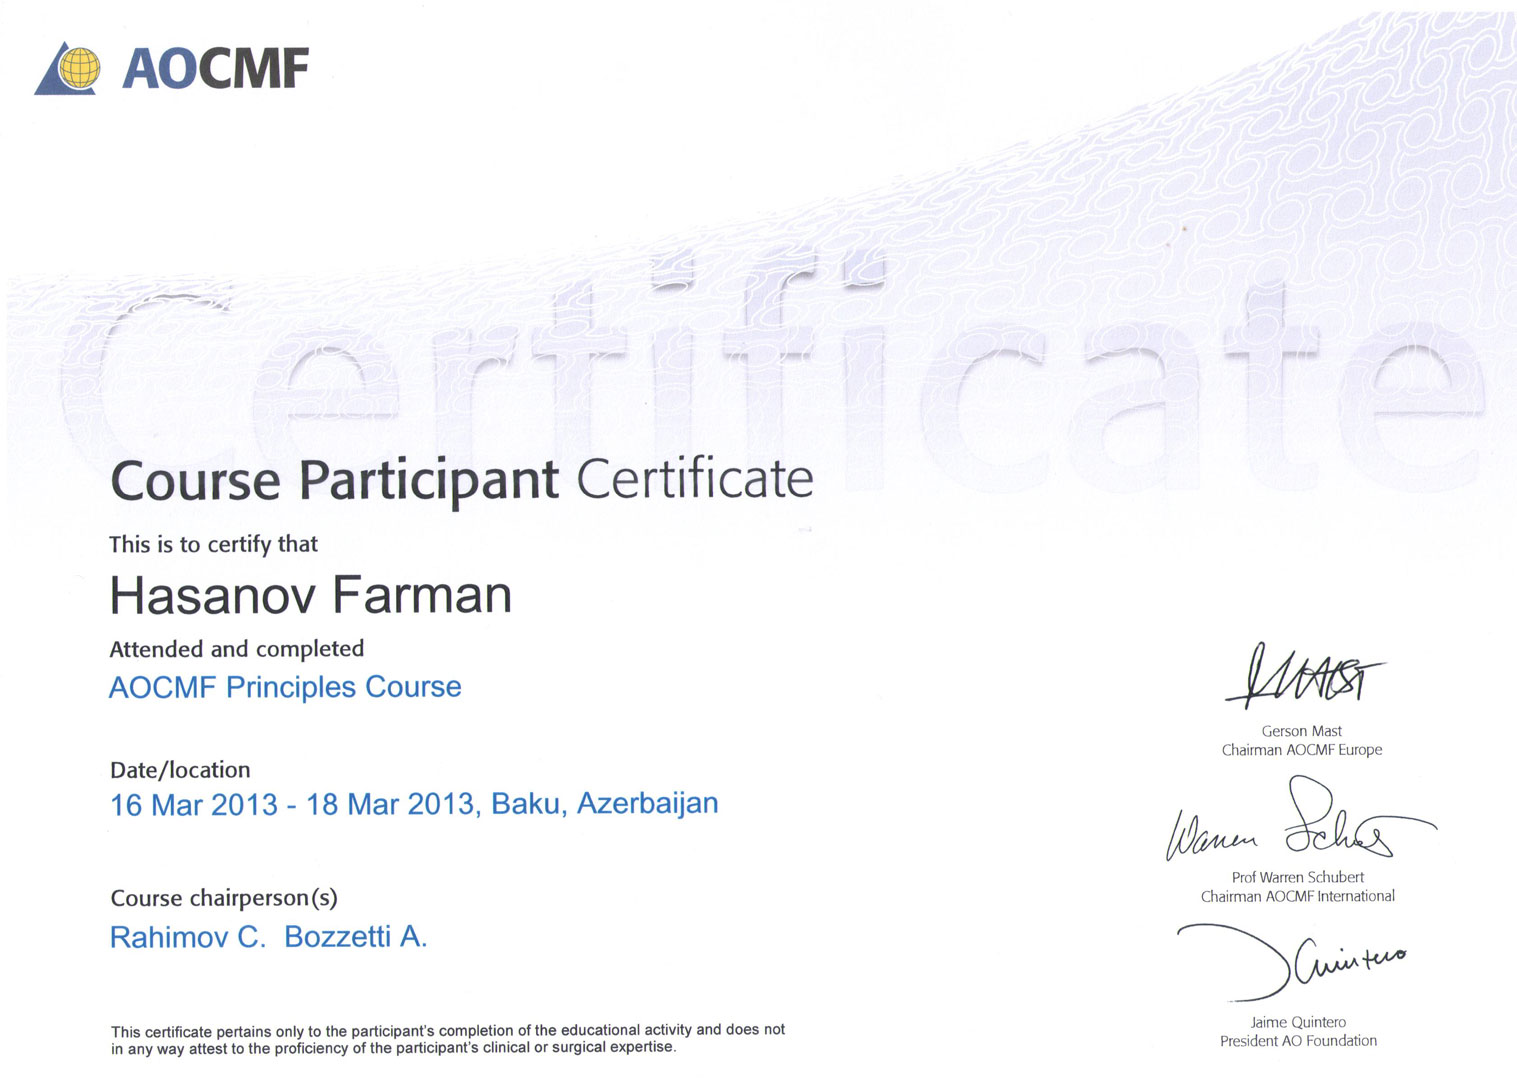 AOCMF
Certificate
Course Participant Certificate
This is to certify that
Hasanov Farman
Attended and completed
AOCMF Principles Course
Date/location
16 Mar 2013 - 18 Mar 2013, Baku, Azerbaijan
Course chairperson(s)
Rahimov C. Bozzetti A.
This certificate pertains only to the participant's completion of the educational activity and does not
in any way attest to the proficiency of the participant's clinical or surgical expertise.
Gerson Mast
Chairman AOCMF Europe
Warren
Prof Warren Schubert
Chairman AOCMF International
Quintero
Jaime Quintero
President AO Foundation